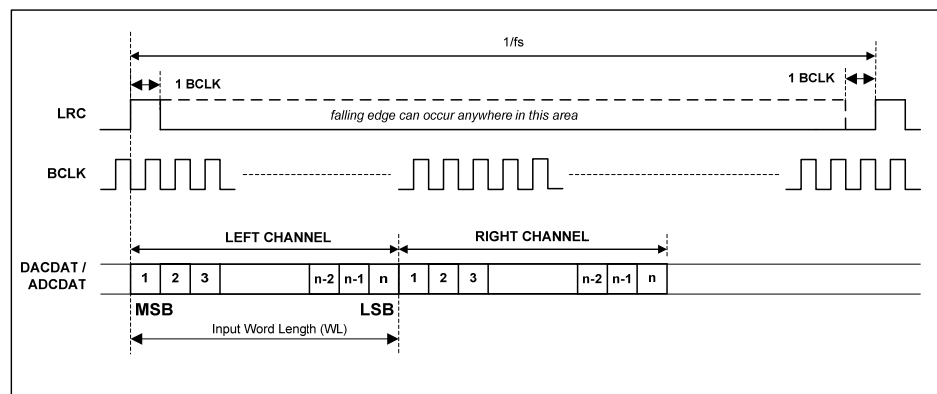 1/fs
1 BCLK
1 BCLK
LRC
falling edge can occur anywhere in this area
BCLK
LEFT CHANNEL
RIGHT CHANNEL
DACDAT /
ADCDAT
1 2 3 n-2 n-1 n 1 2 3 n-2 n-1 n
MSB LSB
Input Word Length (WL)